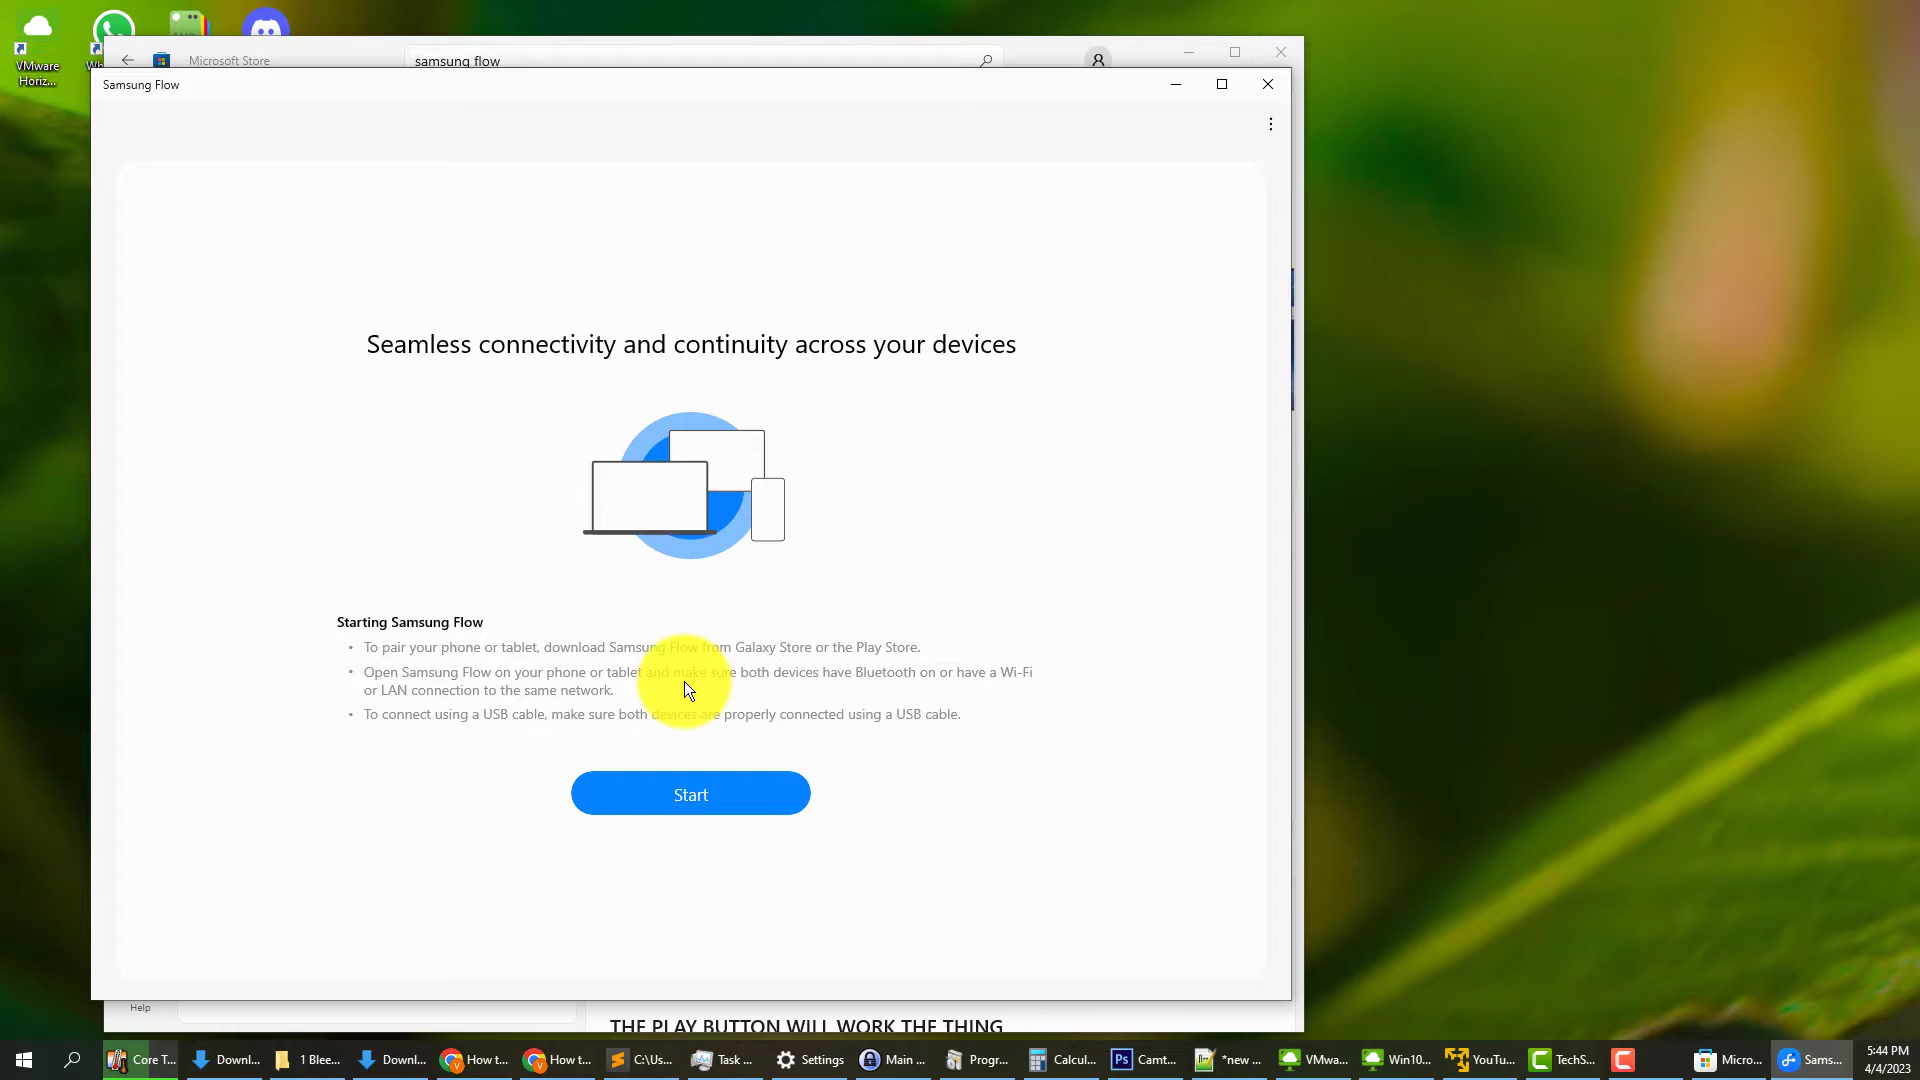 VMware
Horiz...
Microsoft Store
samsung flow
Samsung Flow
Seamless connectivity and continuity across your devices
Starting Samsung Flow
• To pair your phone or tablet, download Samsung Flow from Galaxy Store or the Play Store.
• Open Samsung Flow on your phone or tablet and make sure both devices have Bluetooth on or have a Wi-Fi
or LAN connection to the same network.
• To connect using a USB cable, make sure both devices are properly connected using a USB cable.
Start
Help
THE PLAY BUTTON WILL WORK THE THING
Core T...
Downl...
1 Blee...
Downl...
How t...
How t...
C:\Us...
Task ...
Settings
Main ...
Progr...
Calcul...
Ps
Camt...
*new ...
VMwa...
Win10...
YouTu...
TechS...
Micro...
Sams...
5:44 PM
4/4/2023